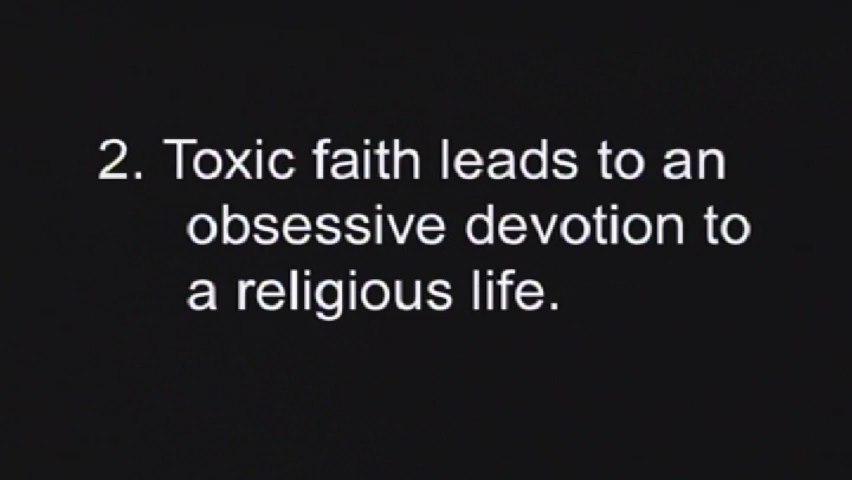 2. Toxic faith leads to an
obsessive devotion to
a religious life.